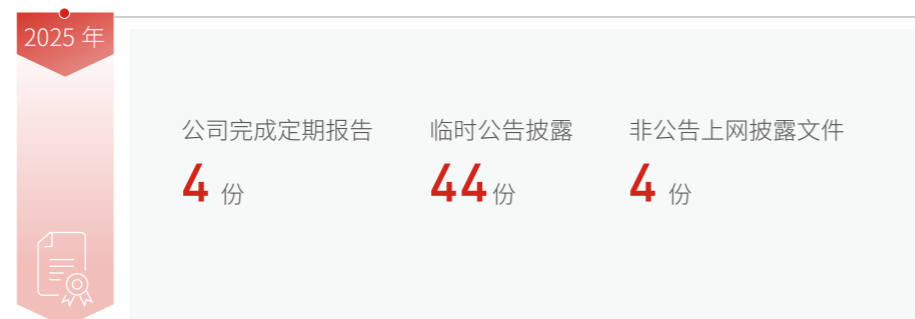 2025 年
公司完成定期报告
4 份
临时公告披露
44 份
非公告上网披露文件
4 份